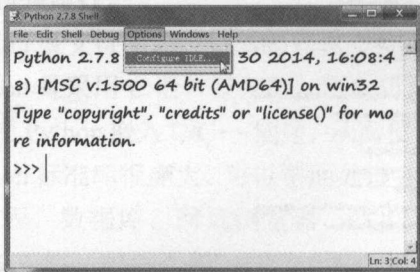 Python 2.7.8 Shell
File Edit Shell Debug Options Windows Help
Python 2.7.8 Configure IDLE... 30 2014, 16:08:4
8) [MSC v.1500 64 bit (AMD64)] on win32
Type "copyright", "credits" or "license()" for mo
re information.
>>>
Ln: 3 Col: 4